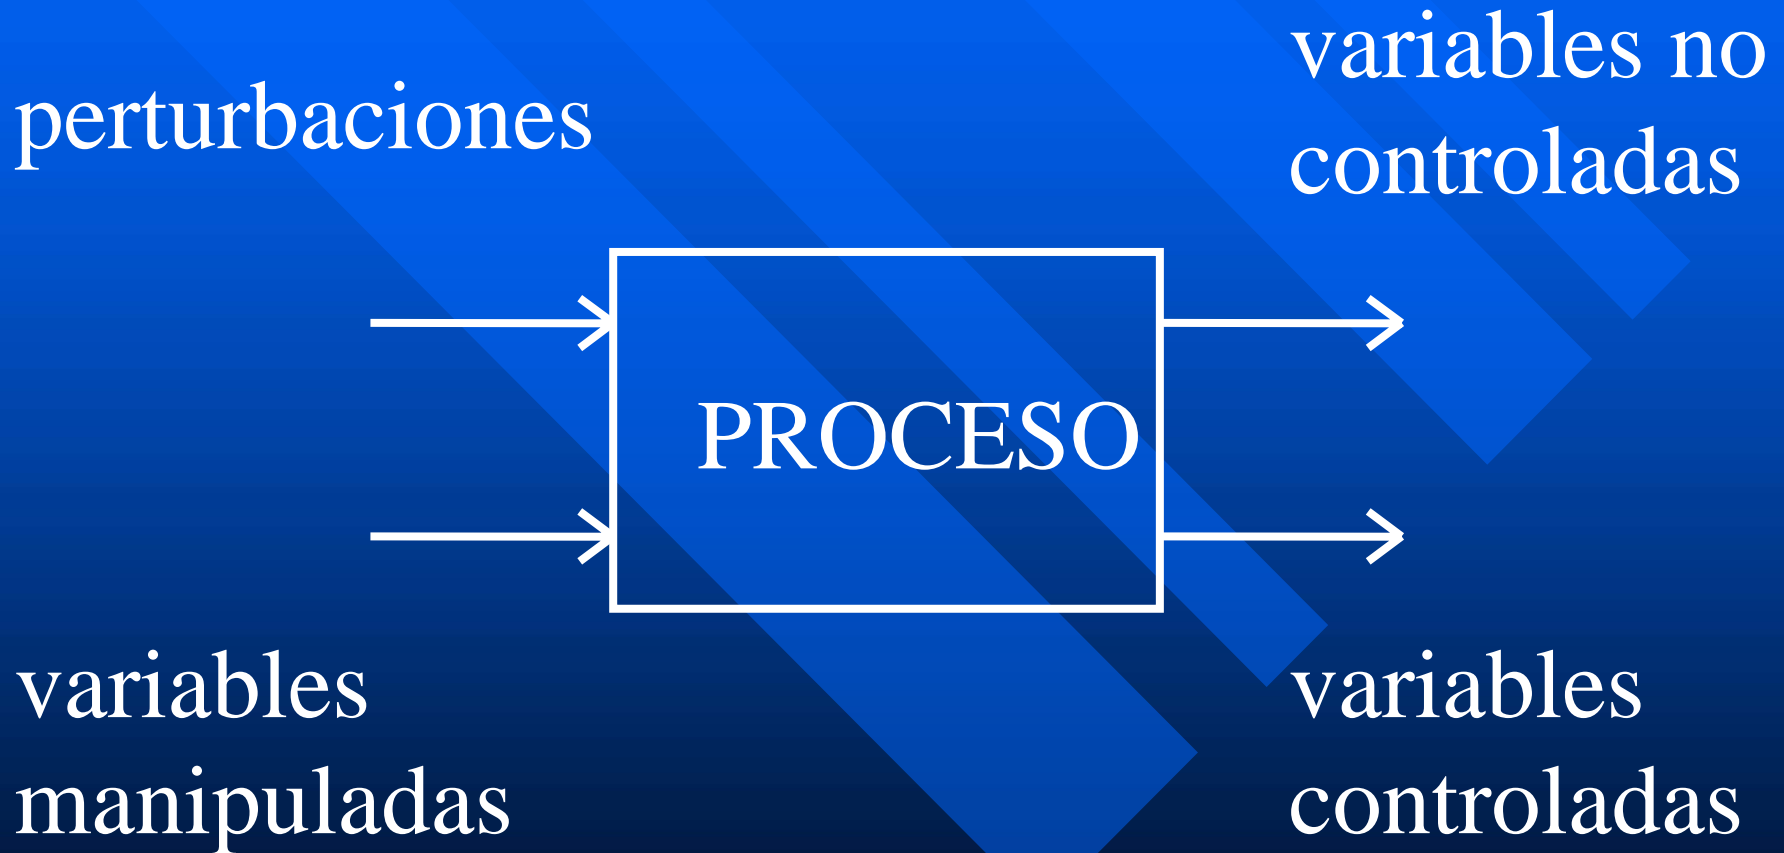 perturbaciones
variables no
controladas
PROCESO
variables
manipuladas
variables
controladas